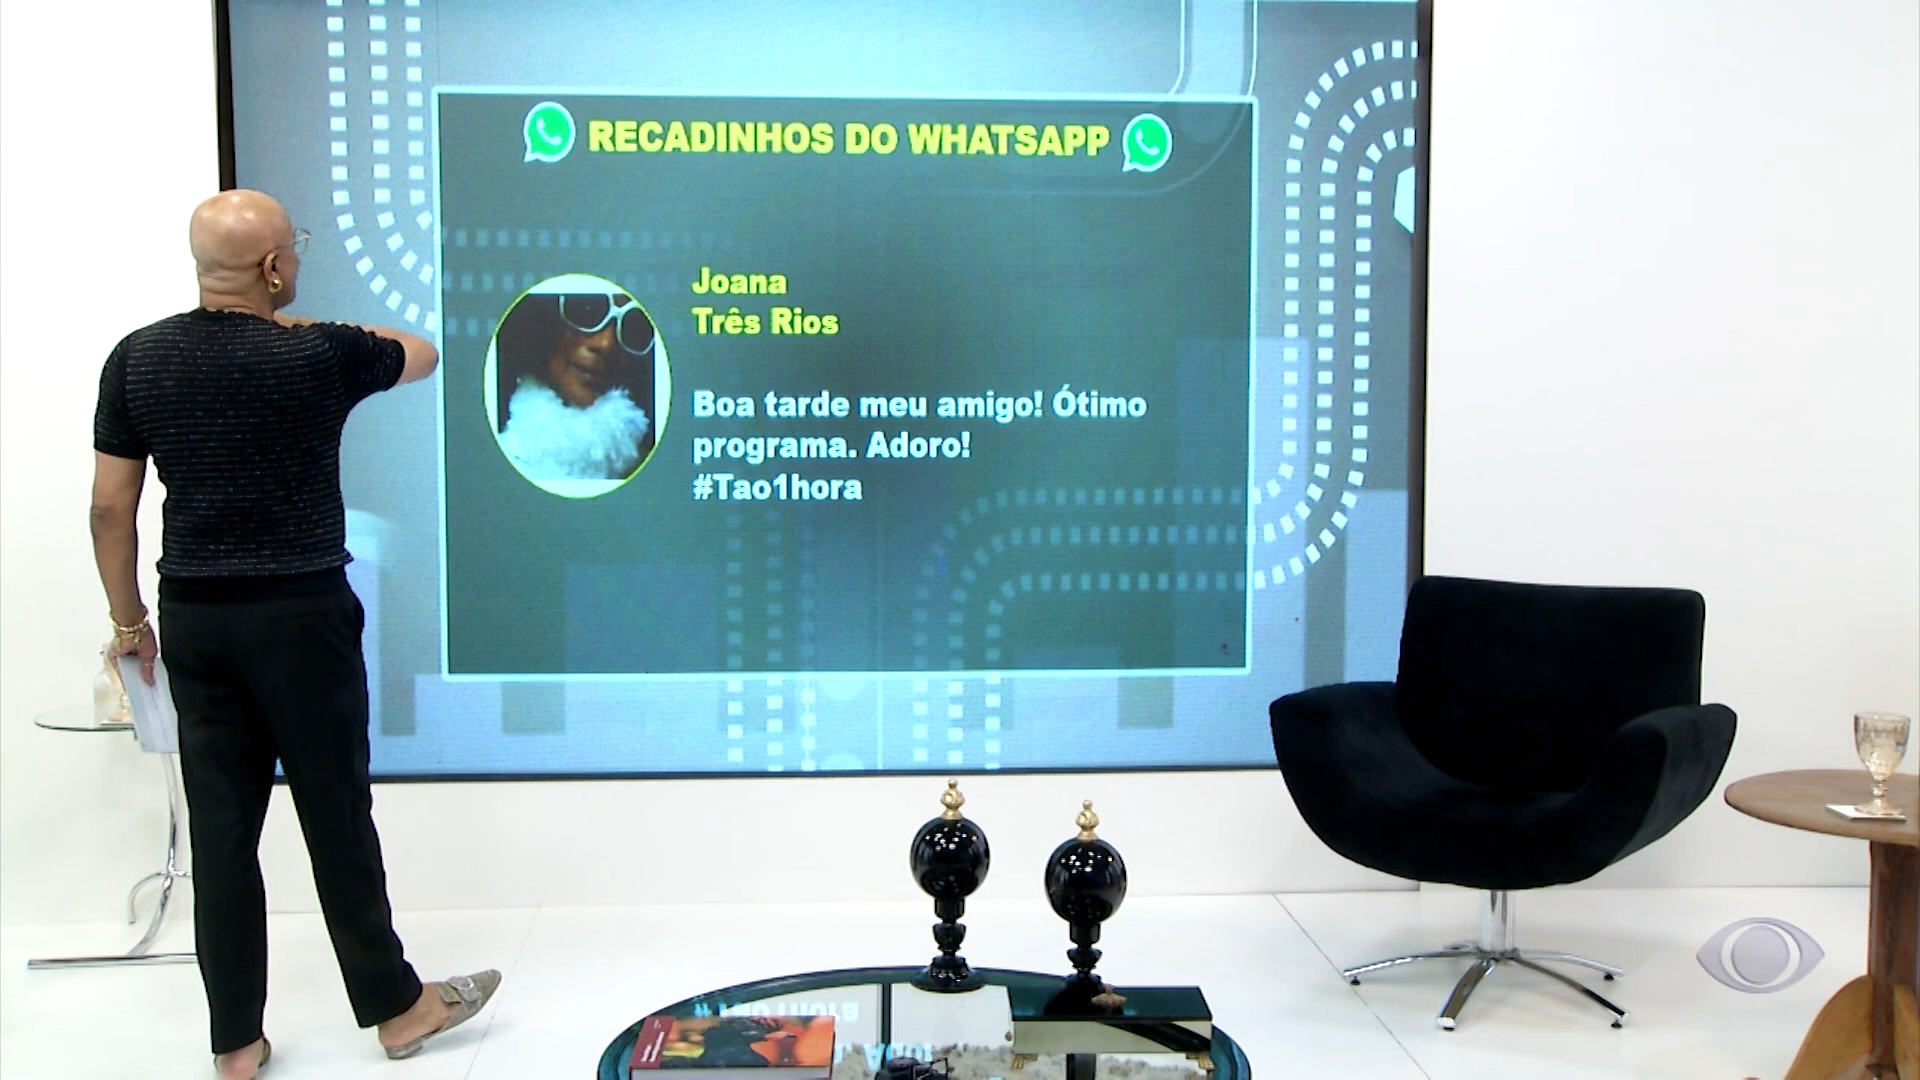 RECADINHOS DO WHATSAPP
Joana
Três Rios
Boa tarde meu amigo! Ótimo
programa. Adoro!
#Tao1hora